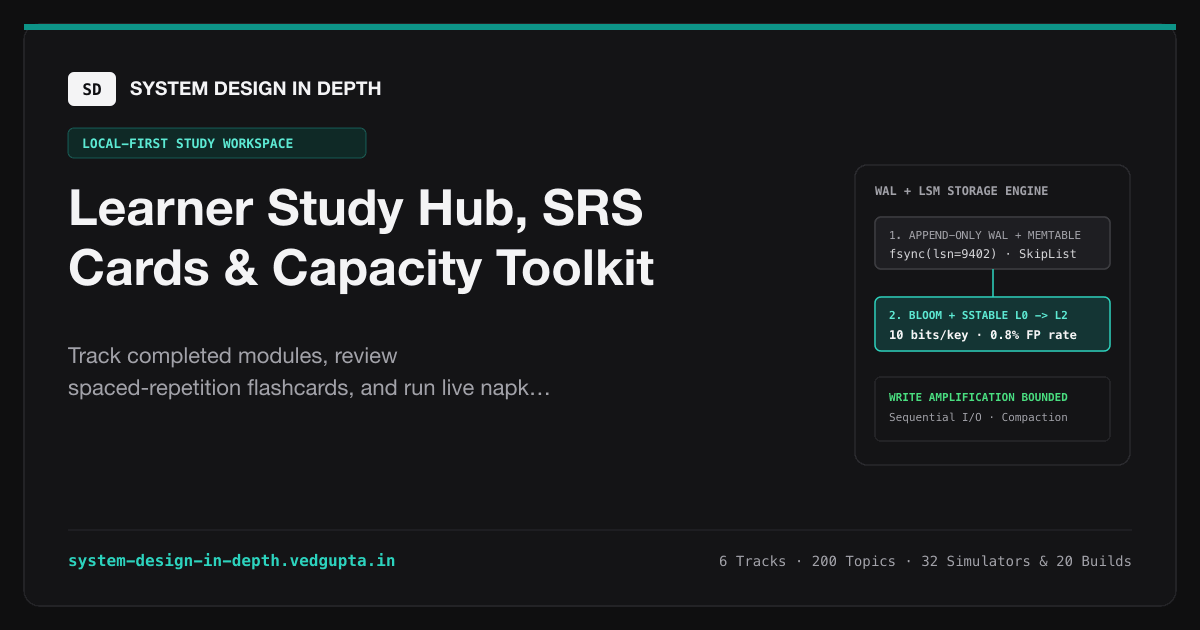 SD SYSTEM DESIGN IN DEPTH
LOCAL-FIRST STUDY WORKSPACE
Learner Study Hub, SRS
Cards & Capacity Toolkit
Track completed modules, review
spaced-repetition flashcards, and run live napk…
WAL + LSM STORAGE ENGINE
1. APPEND-ONLY WAL + MEMTABLE
fsync(lsn=9402) · SkipList
2. BLOOM + SSTABLE L0 -> L2
10 bits/key · 0.8% FP rate
WRITE AMPLIFICATION BOUNDED
Sequential I/O · Compaction
system-design-in-depth.vedgupta.in
6 Tracks · 200 Topics · 32 Simulators & 20 Builds